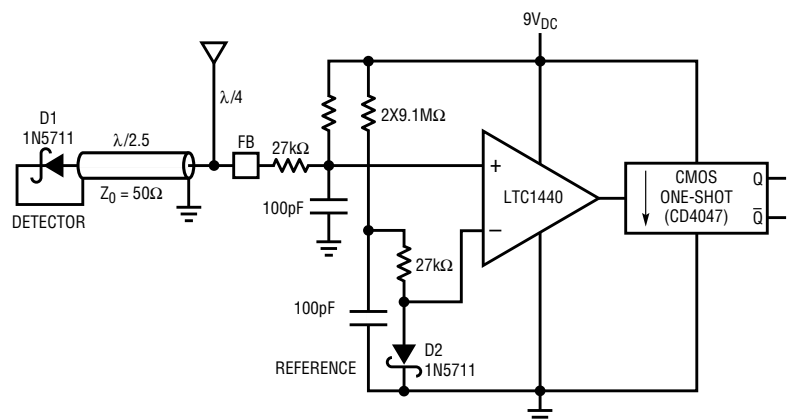 9V DC
λ/4
D1
1N5711
λ/2.5
Z0 = 50Ω
DETECTOR
FB
27kΩ
100pF
2X9.1MΩ
+
–
LTC1440
CMOS
ONE-SHOT
(CD4047)
Q
Q̅
27kΩ
100pF
REFERENCE
D2
1N5711